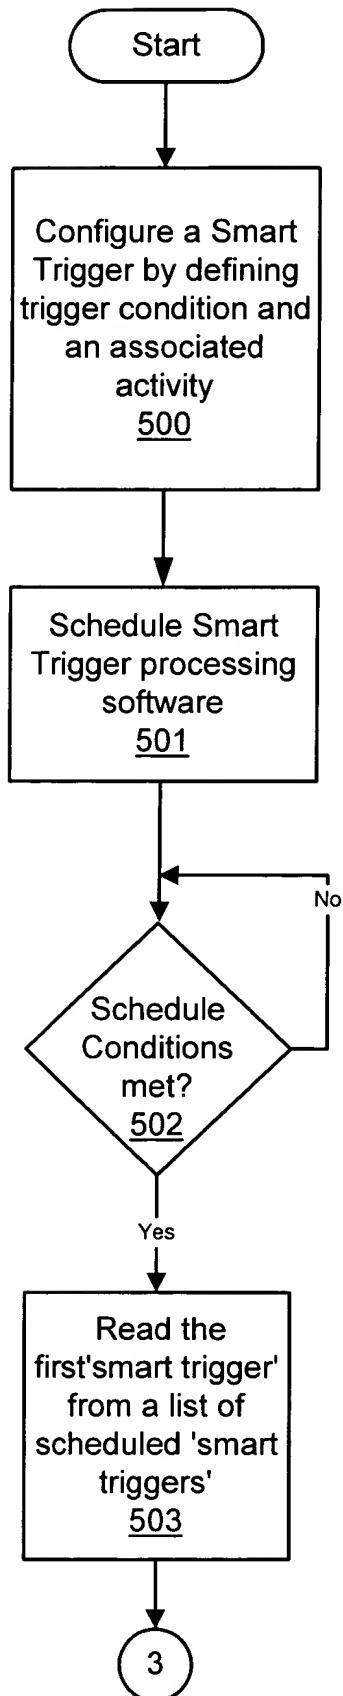 Start
Configure a Smart
Trigger by defining
trigger condition and
an associated
activity
500
Schedule Smart
Trigger processing
software
501
No
Schedule
Conditions
met?
502
Yes
Read the
first'smart trigger'
from a list of
scheduled 'smart
triggers'
503
3